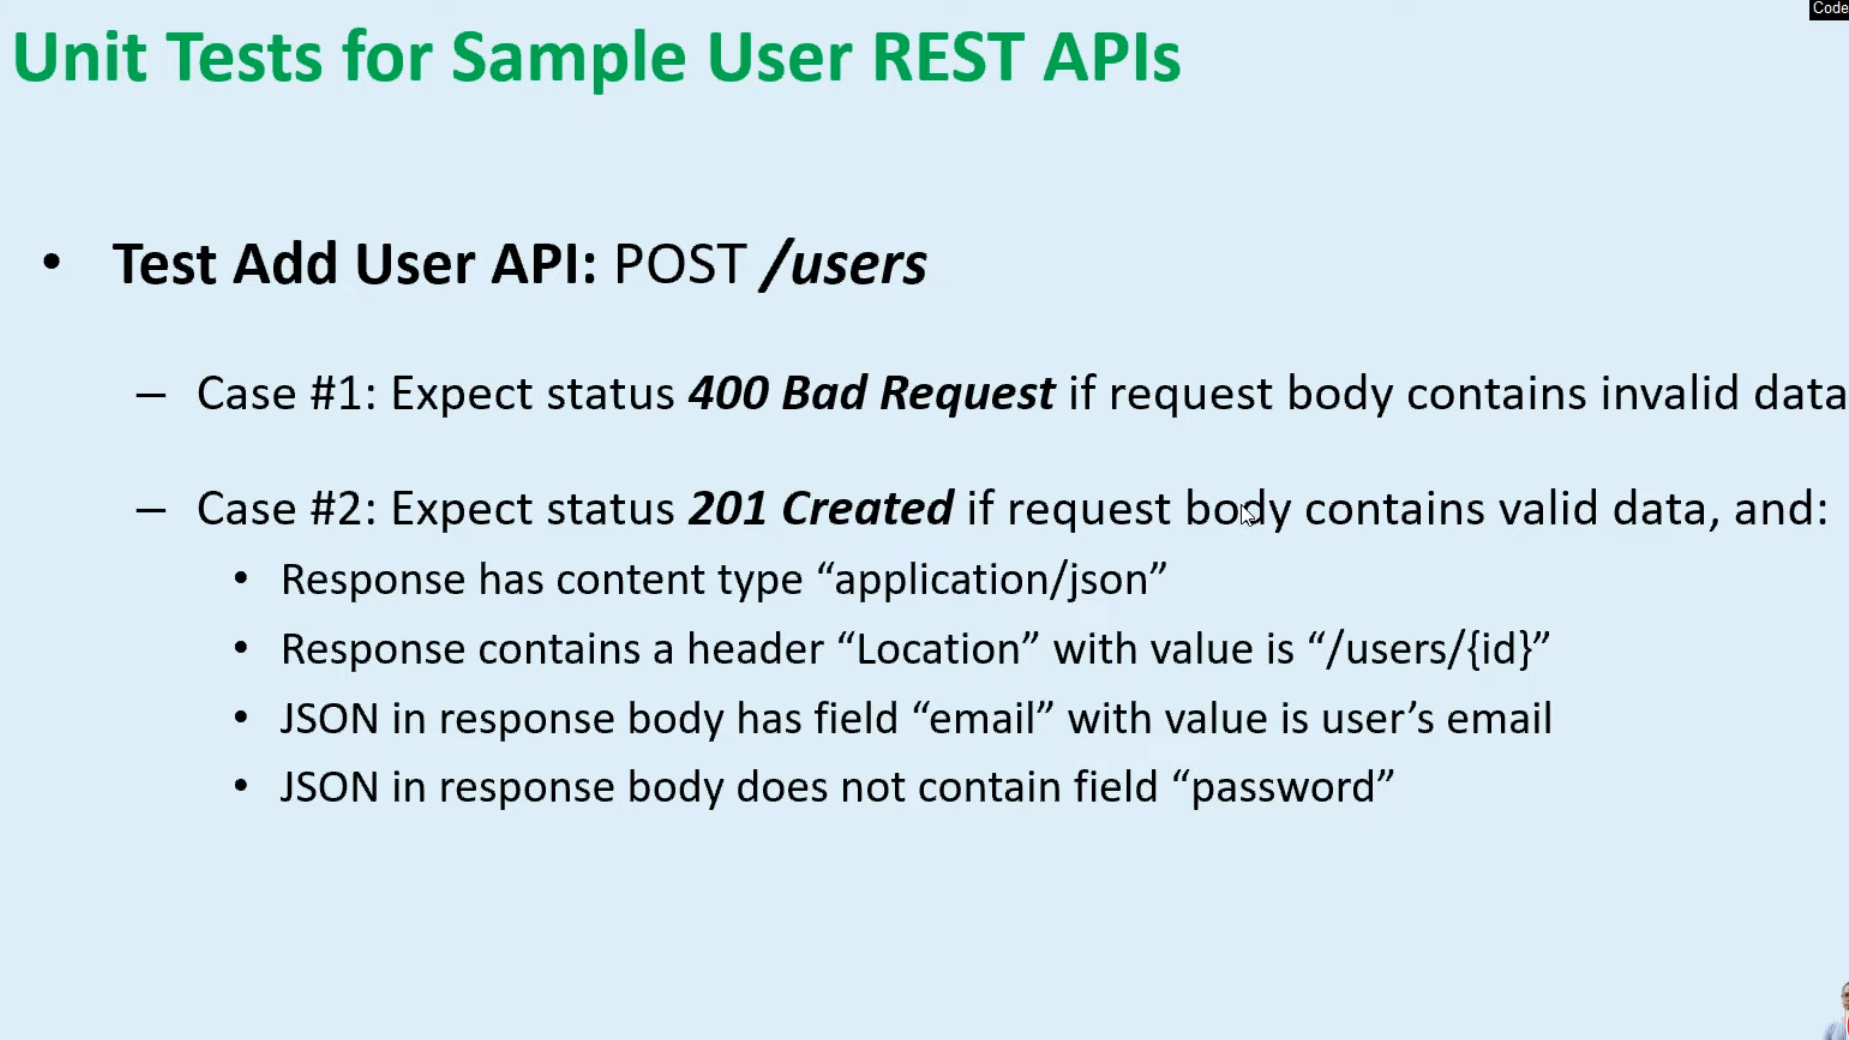 Code
Unit Tests for Sample User REST APIs
• Test Add User API: POST /users
– Case #1: Expect status 400 Bad Request if request body contains invalid data
– Case #2: Expect status 201 Created if request body contains valid data, and:
• Response has content type “application/json”
• Response contains a header “Location” with value is “/users/{id}”
• JSON in response body has field “email” with value is user’s email
• JSON in response body does not contain field “password”